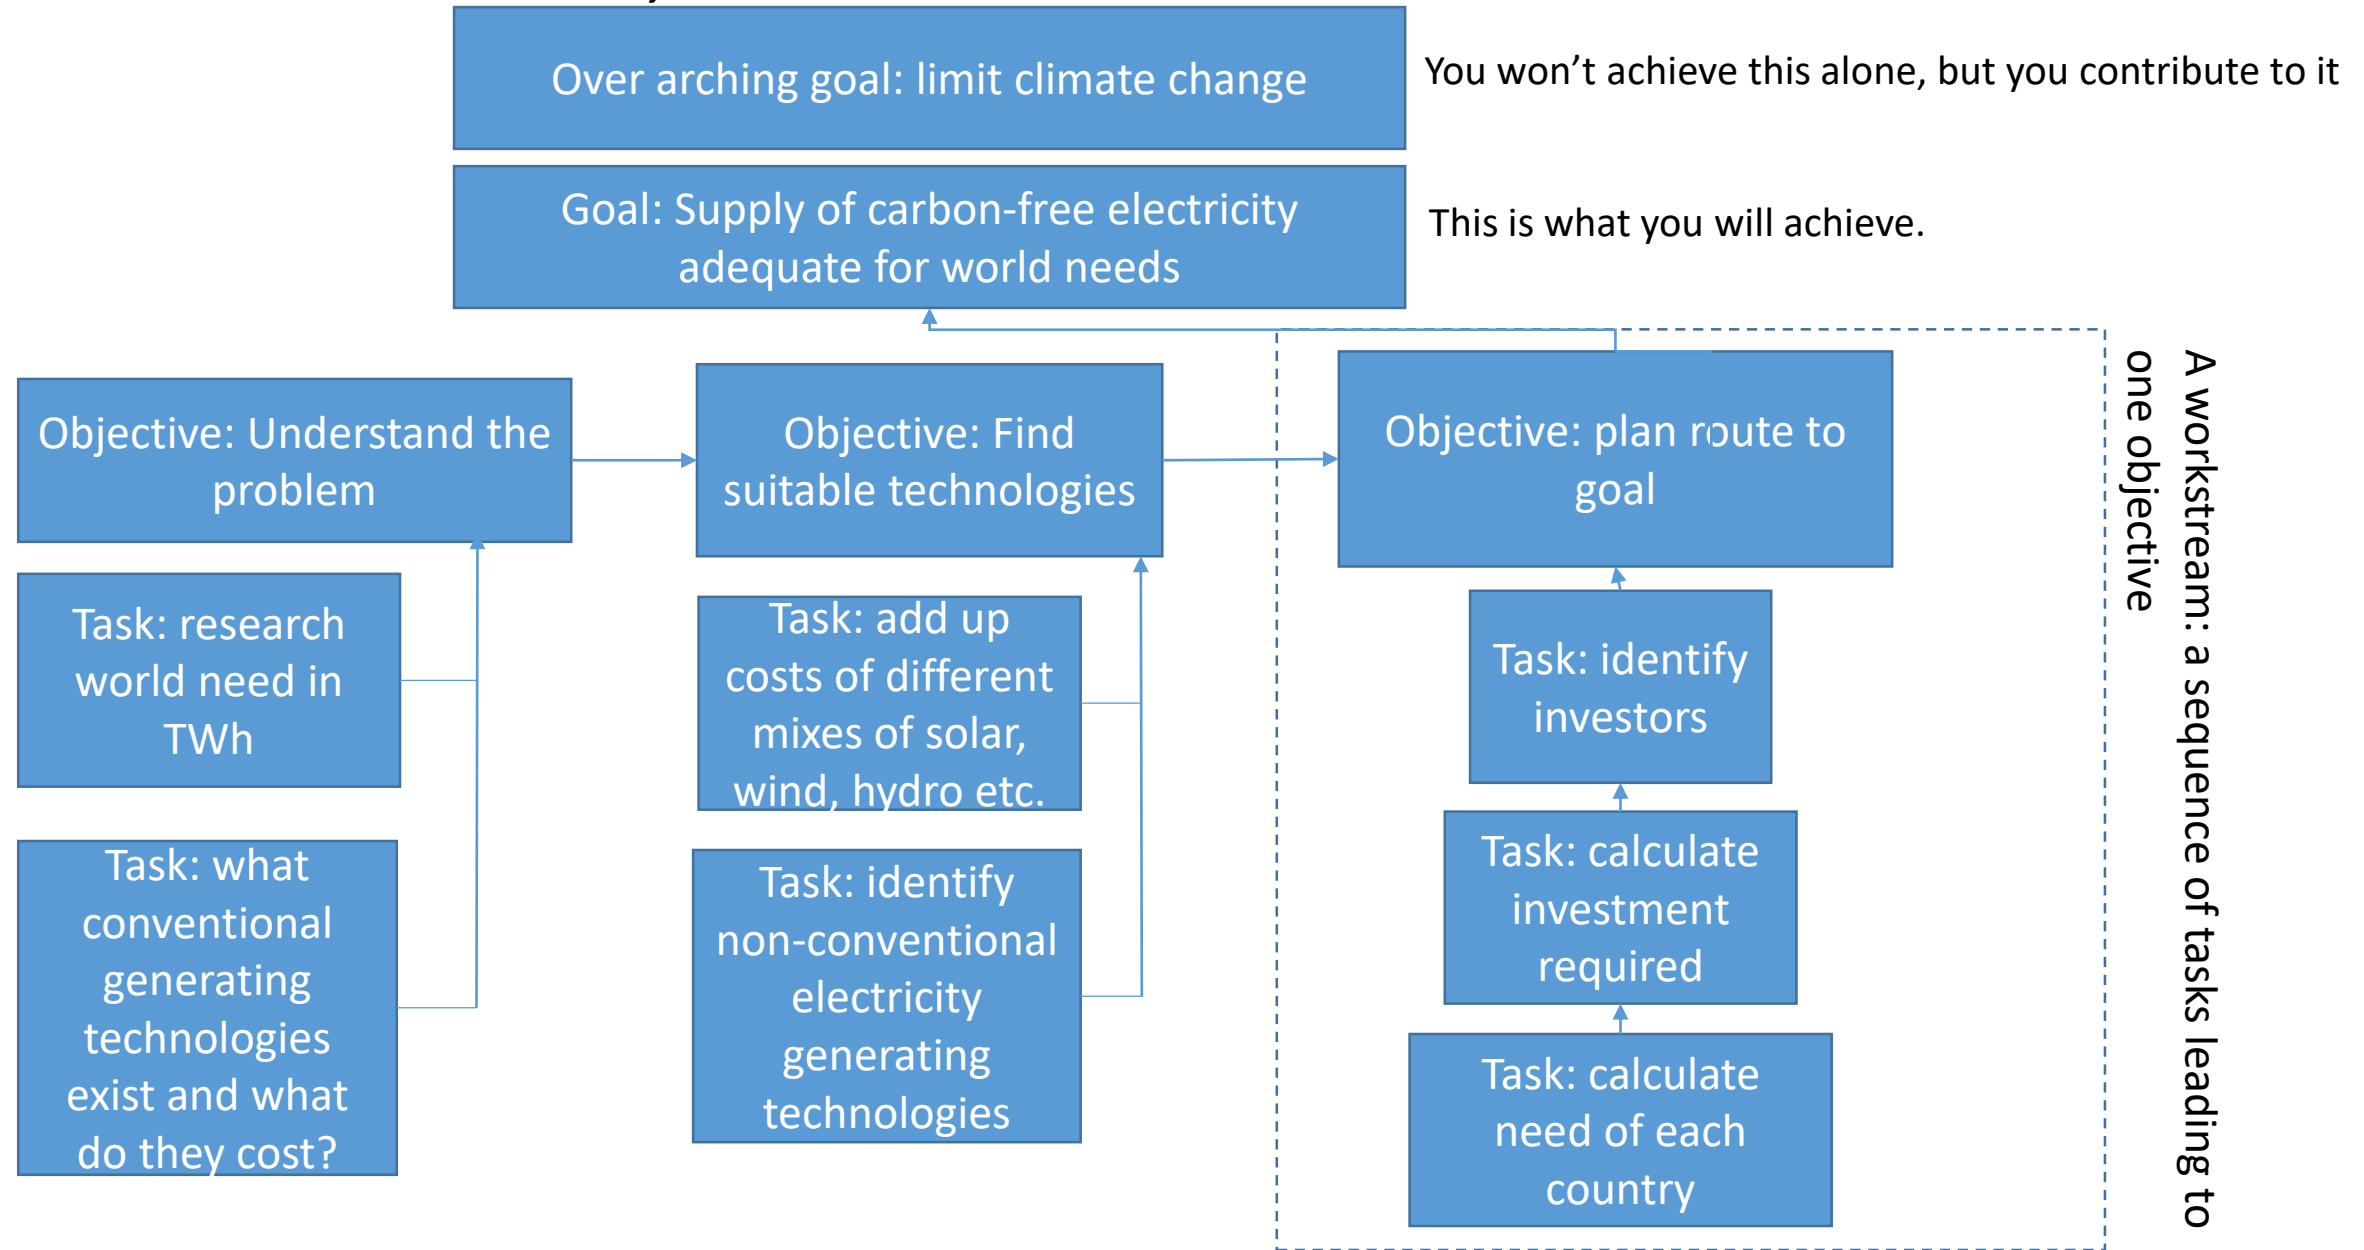 Over arching goal: limit climate change
You won’t achieve this alone, but you contribute to it
Goal: Supply of carbon-free electricity
adequate for world needs
This is what you will achieve.
Objective: Understand the
problem
Objective: Find
suitable technologies
Objective: plan route to
goal
A workstream: a sequence of tasks leading to
one objective
Task: research
world need in
TWh
Task: what
conventional
generating
technologies
exist and what
do they cost?
Task: add up
costs of different
mixes of solar,
wind, hydro etc.
Task: identify
non-conventional
electricity
generating
technologies
Task: identify
investors
Task: calculate
investment
required
Task: calculate
need of each
country